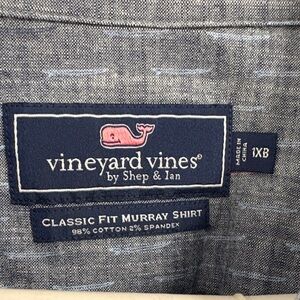 vineyard vines®
by Shep & Ian
MADE IN
CHINA
1XB
CLASSIC FIT MURRAY SHIRT
98% COTTON 2% SPANDEX